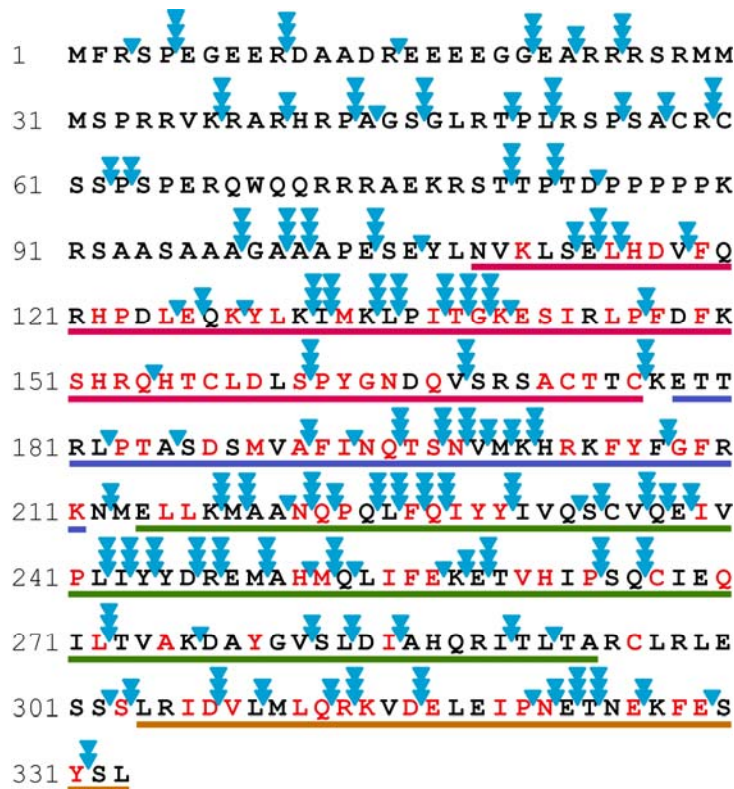 1 MFRSPEGEERDAADREEEEGGEARRRSRMM
31 MSPRRVKRARHRPAGSGLRTPLRSPSACRC
61 SSPSPERQWQQRRRAEKRSTTPTDPPPPPK
91 RSAASAAAGAAAPESEYLNVKLSELHDVFQ
121 RHPDLEQKYLKIMKLPITGKESIRLPFDFK
151 SHRQHTCLDLSPYGNDQVSRSACTTCKETT
181 RLPTASDSMVAFINQTSNVMKHRKFYFGFR
211 KNMELLKMAANQPQLFQIYYIVQSCVQEIV
241 PLIYYDREMAHMQLIFEKETVHIPSQCIEQ
271 ILTVAKDAYGVSLDIAHQRITLTARCLRLE
301 SSSLRIDVLMLQRKVDELEIPNETNEKFES
331 YSL